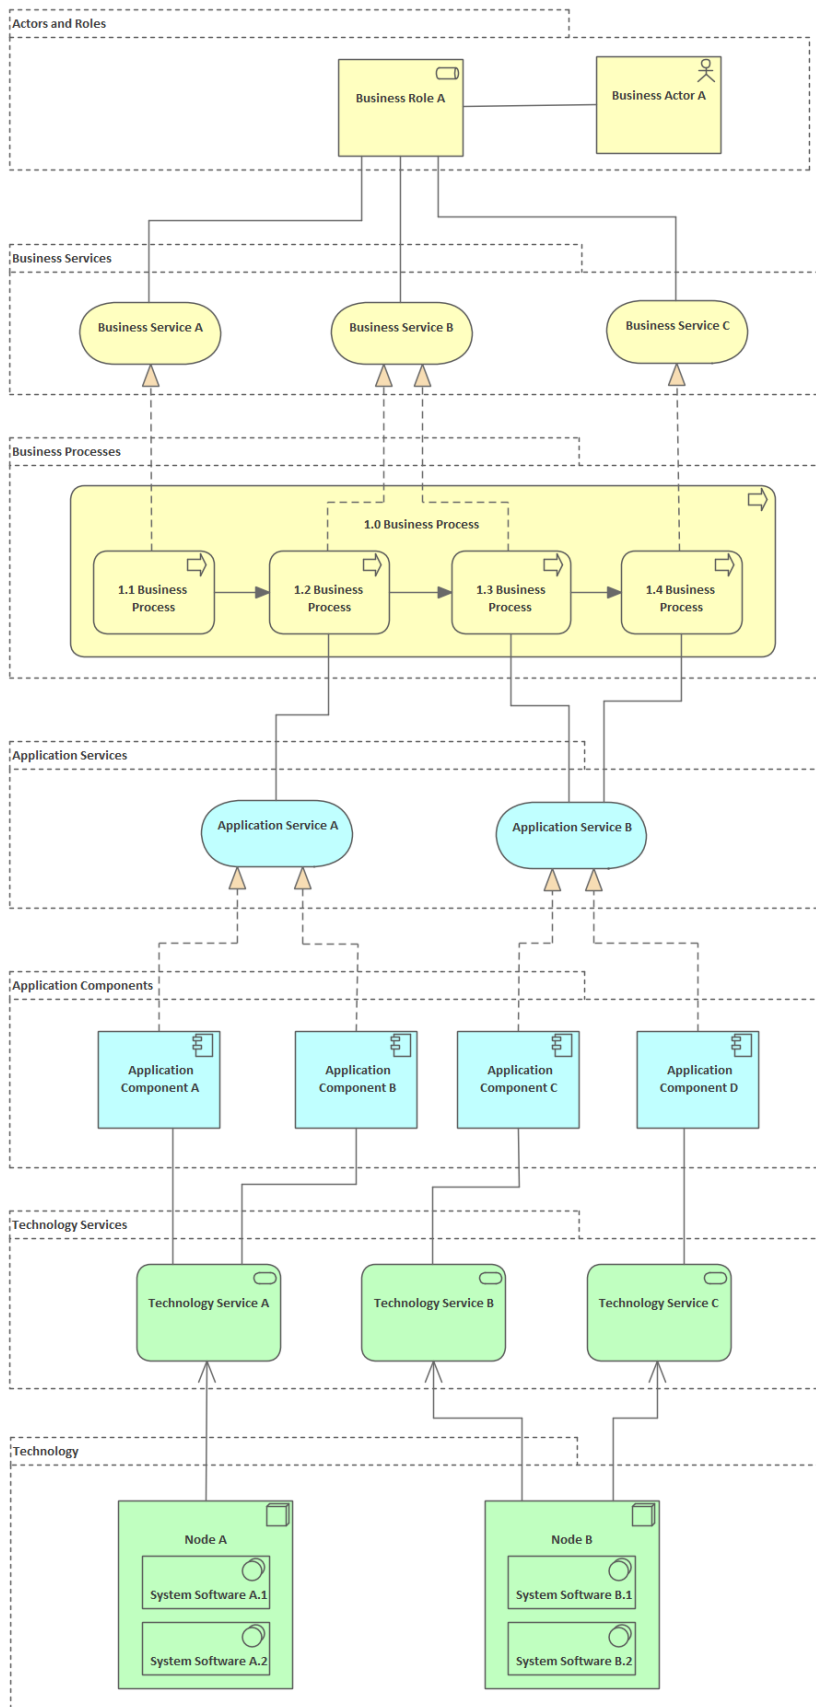 Actors and Roles
Business Role A
Business Actor A
Business Services
Business Service A
Business Service B
Business Service C
Business Processes
1.0 Business Process
1.1 Business
Process
1.2 Business
Process
1.3 Business
Process
1.4 Business
Process
Application Services
Application Service A
Application Service B
Application Components
Application
Component A
Application
Component B
Application
Component C
Application
Component D
Technology Services
Technology Service A
Technology Service B
Technology Service C
Technology
Node A
System Software A.1
System Software A.2
Node B
System Software B.1
System Software B.2